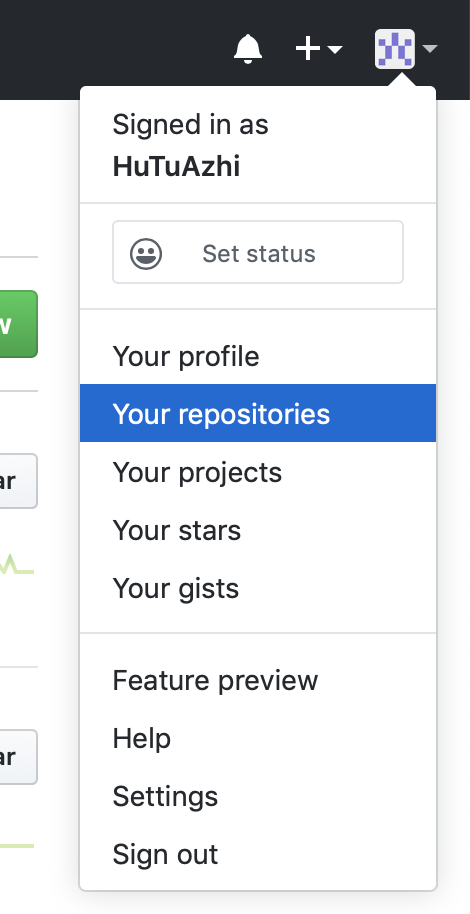 Signed in as
HuTuAzhi
Set status
Your profile
Your repositories
Your projects
Your stars
Your gists
Feature preview
Help
Settings
Sign out